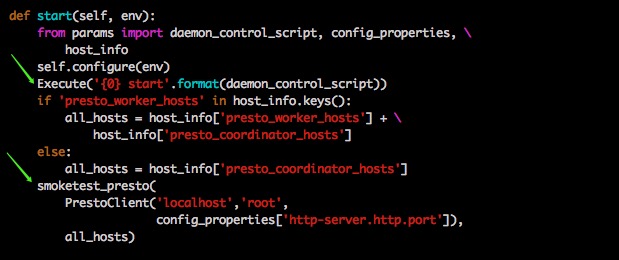 def start(self, env):
    from params import daemon_control_script, config_properties, \
        host_info
    self.configure(env)
    Execute('{0} start'.format(daemon_control_script))
    if 'presto_worker_hosts' in host_info.keys():
        all_hosts = host_info['presto_worker_hosts'] + \
            host_info['presto_coordinator_hosts']
    else:
        all_hosts = host_info['presto_coordinator_hosts']
    smoketest_presto(
        PrestoClient('localhost','root',
                     config_properties['http-server.http.port']),
        all_hosts)